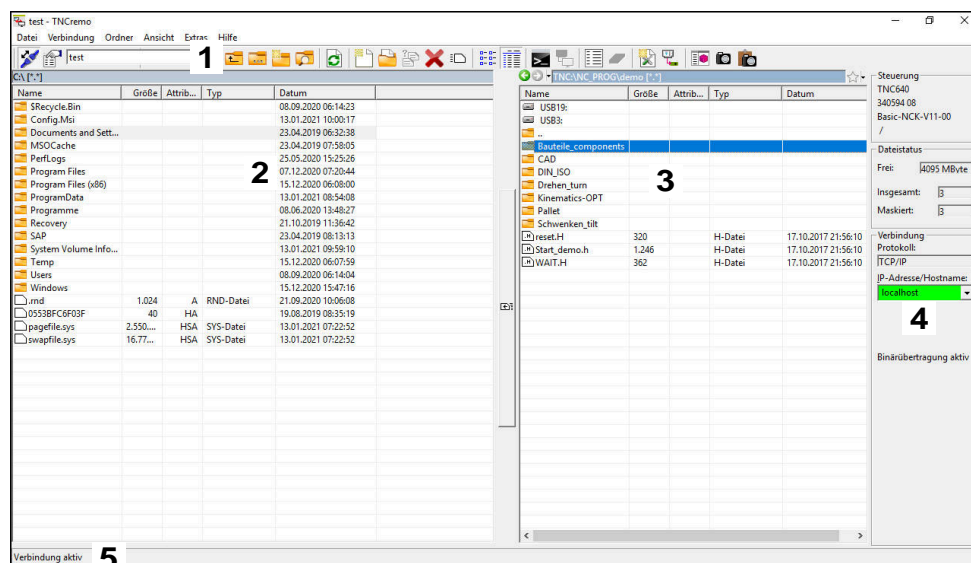 test - TNCremo
Datei Verbindung Ordner Ansicht Extras Hilfe
1
test
C:\ [*.*]
Name Größe Attrib... Typ Datum
$Recycle.Bin 08.09.2020 06:14:23
Config.Msi 13.01.2021 10:00:17
Documents and Sett... 23.04.2019 06:32:38
MSOCache 23.04.2019 07:58:05
PerfLogs 25.05.2020 15:25:26
Program Files 07.12.2020 07:20:44
Program Files (x86) 15.12.2020 06:08:00
ProgramData 13.01.2021 08:54:08
Programme 08.06.2020 13:48:27
Recovery 21.10.2019 11:36:42
SAP 23.04.2019 08:13:13
System Volume Info... 13.01.2021 09:59:10
Temp 15.12.2020 06:07:59
Users 08.09.2020 06:14:04
Windows 15.12.2020 15:47:16
.rnd 1.024 A RND-Datei 21.09.2020 10:06:08
0553BFC6F03F 40 HA 19.08.2019 08:35:19
pagefile.sys 2.550.... HSA SYS-Datei 13.01.2021 07:22:52
swapfile.sys 16.77... HSA SYS-Datei 13.01.2021 07:22:52
2
TNC:\NC_PROG\demo [*.*]
Name Größe Attrib... Typ Datum
USB19:
USB3:
..
Bauteile_components
CAD
DIN_ISO
Drehen_turn
Kinematics-OPT
Pallet
Schwenken_tilt
reset.H 320 H-Datei 17.10.2017 21:56:10
Start_demo.h 1.246 H-Datei 17.10.2017 21:56:10
WAIT.H 362 H-Datei 17.10.2017 21:56:10
3
Steuerung
TNC640
340594 08
Basic-NCK-V11-00
/
Dateistatus
Frei: 4095 MByte
Insgesamt: 3
Maskiert: 3
Verbindung
Protokoll:
TCP/IP
IP-Adresse/Hostname:
localhost
4
Binärübertragung aktiv
Verbindung aktiv
5